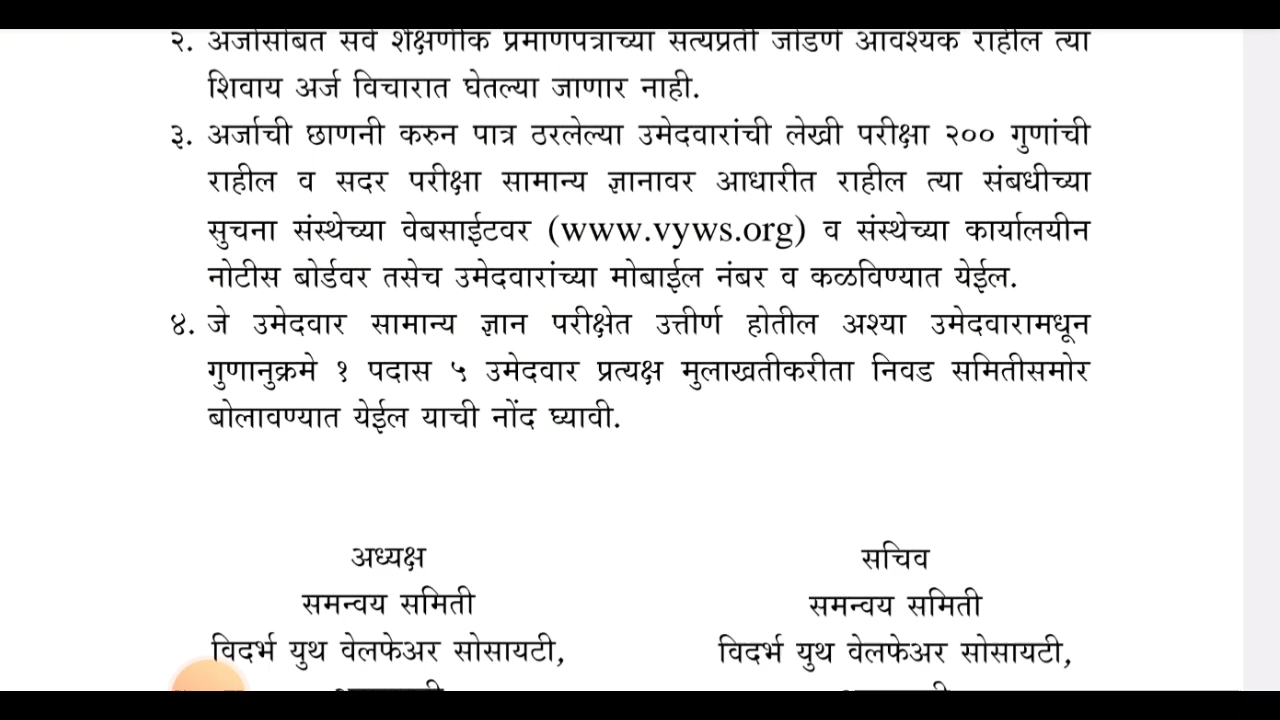 २. अर्जासोबत सर्व शैक्षणीक प्रमाणपत्राच्या सत्यप्रती जोडणे आवश्यक राहील त्या
शिवाय अर्ज विचारात घेतल्या जाणार नाही.
३. अर्जाची छाणनी करुन पात्र ठरलेल्या उमेदवारांची लेखी परीक्षा २०० गुणांची
राहील व सदर परीक्षा सामान्य ज्ञानावर आधारीत राहील त्या संबधीच्या
सुचना संस्थेच्या वेबसाईटवर (www.vyws.org) व संस्थेच्या कार्यालयीन
नोटीस बोर्डवर तसेच उमेदवारांच्या मोबाईल नंबर व कळविण्यात येईल.
४. जे उमेदवार सामान्य ज्ञान परीक्षेत उत्तीर्ण होतील अश्या उमेदवारामधून
गुणानुक्रमे १ पदास ५ उमेदवार प्रत्यक्ष मुलाखतीकरीता निवड समितीसमोर
बोलावण्यात येईल याची नोंद घ्यावी.
अध्यक्ष
समन्वय समिती
विदर्भ युथ वेलफेअर सोसायटी,
सचिव
समन्वय समिती
विदर्भ युथ वेलफेअर सोसायटी,